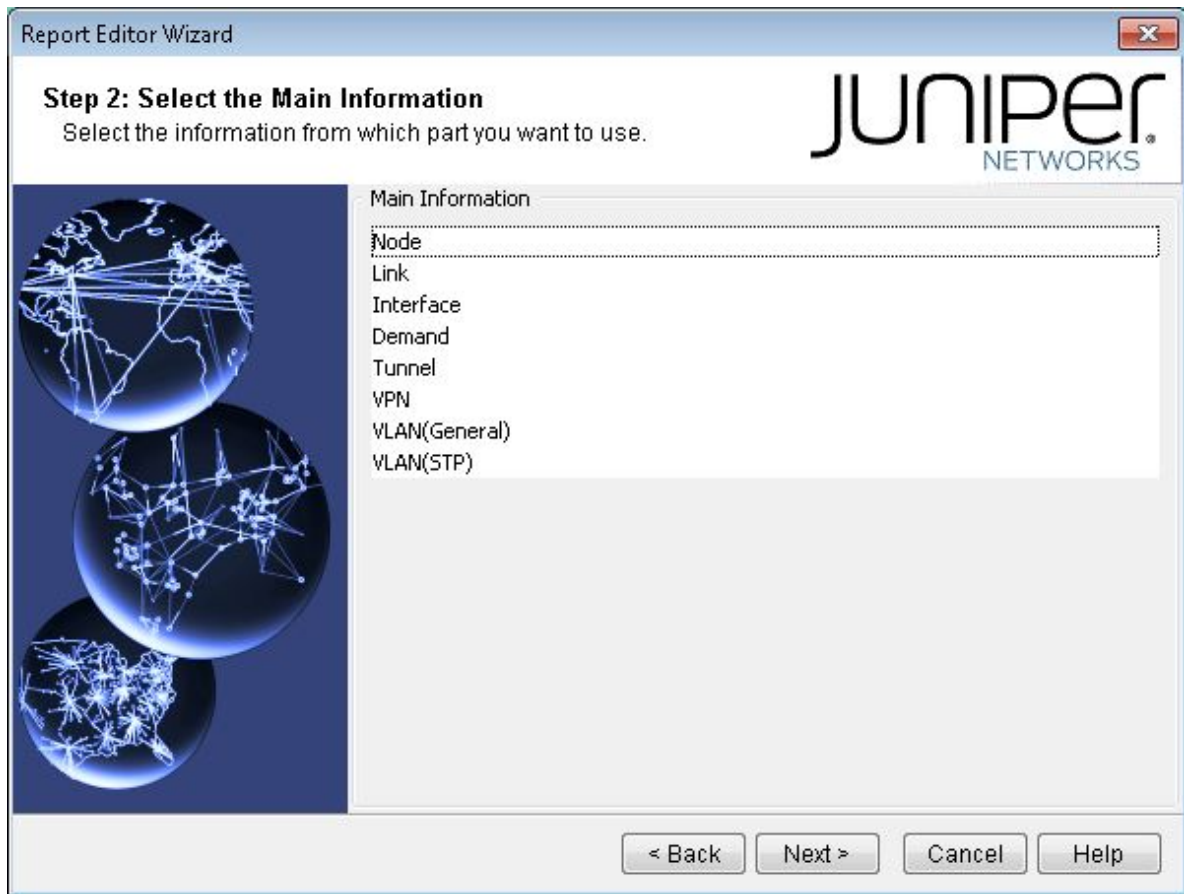 Report Editor Wizard
Step 2: Select the Main Information
Select the information from which part you want to use.
JUNIPER
NETWORKS
Main Information
Node
Link
Interface
Demand
Tunnel
VPN
VLAN(General)
VLAN(STP)
< Back
Next >
Cancel
Help